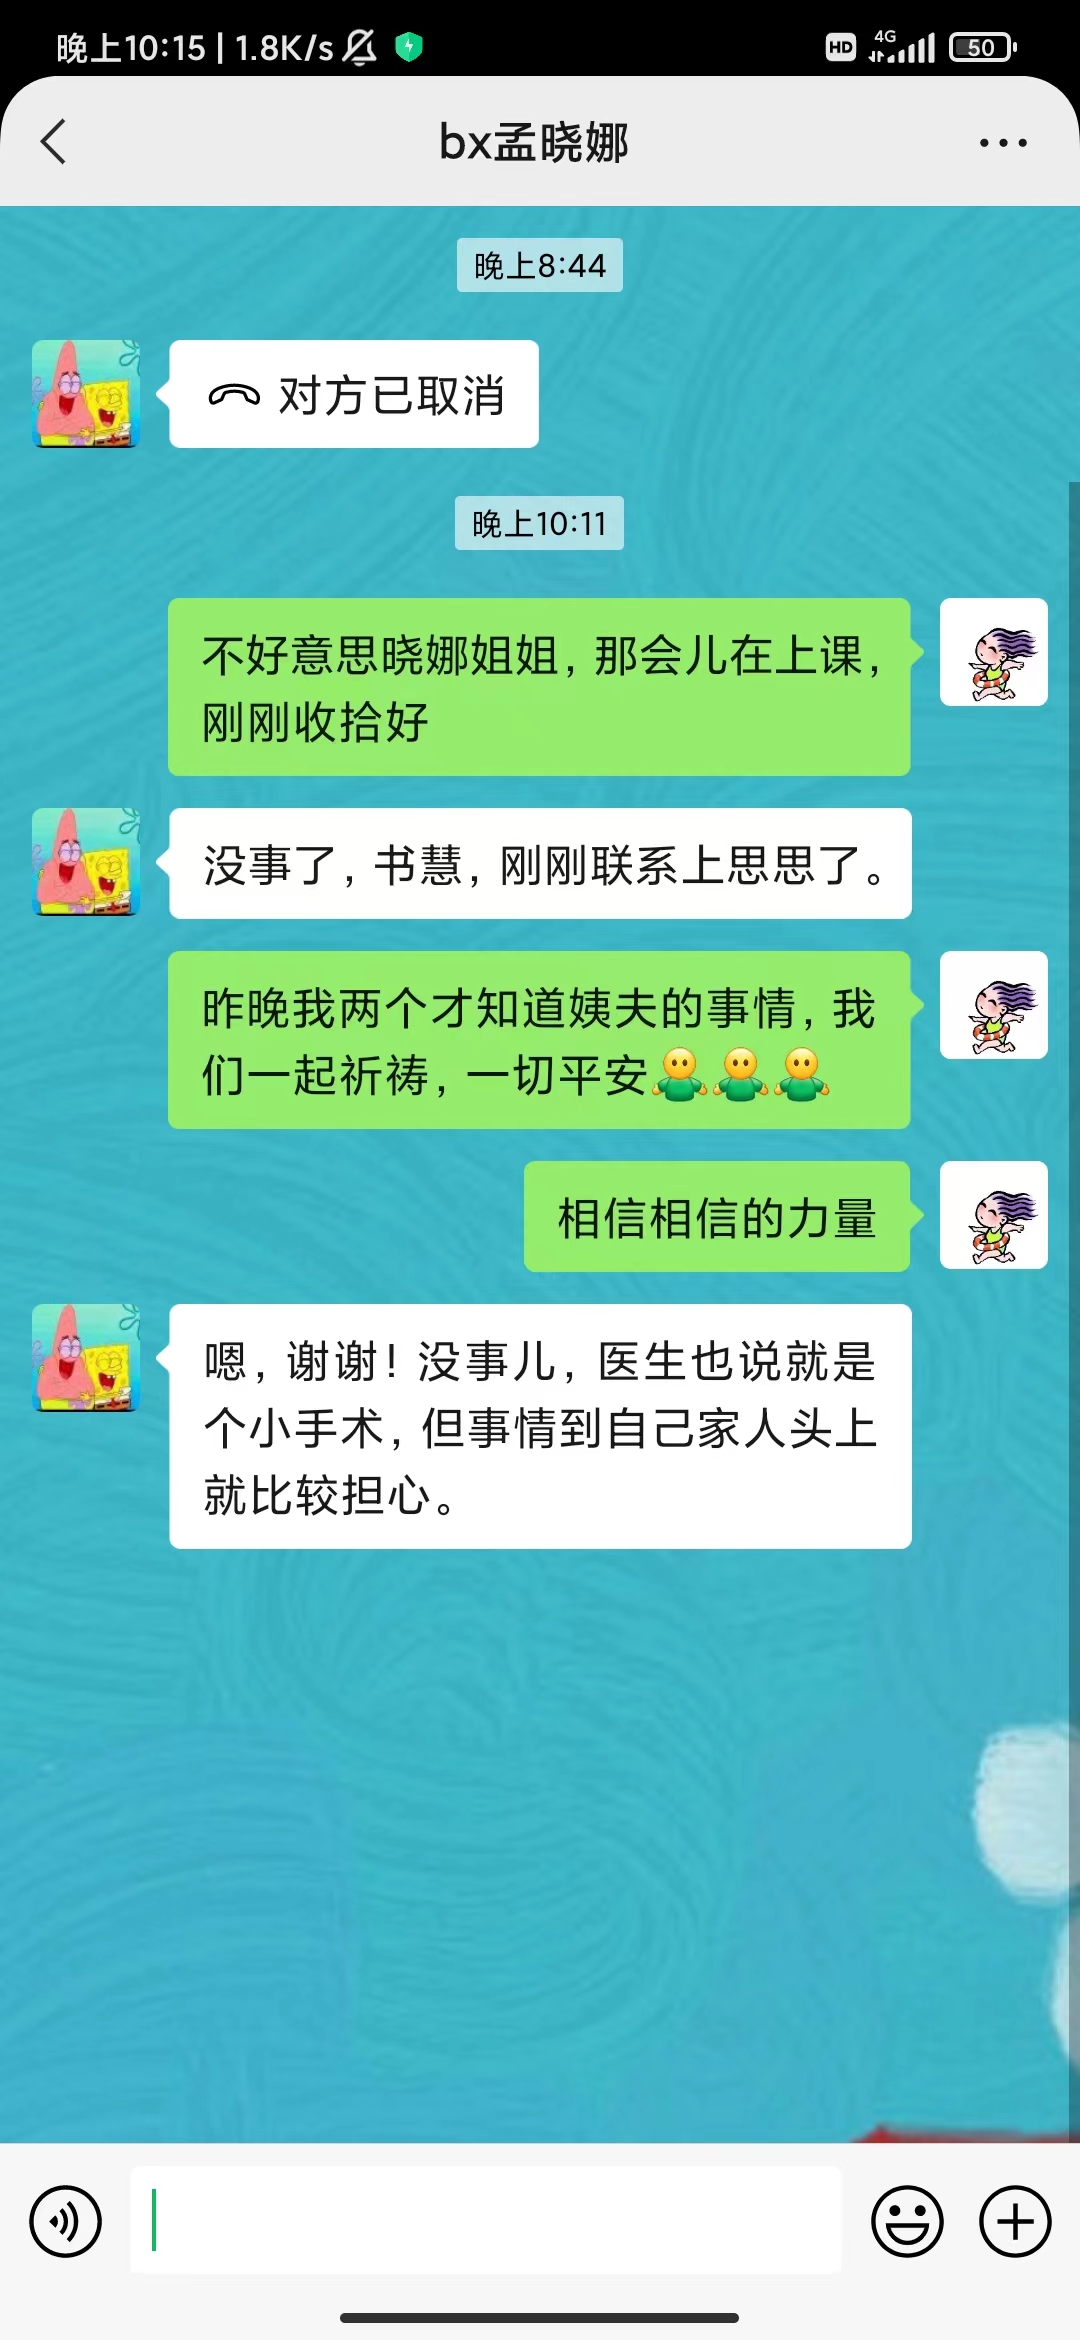 晚上10:15 | 1.8K/s
HD 4G 50
bx孟晓娜
晚上8:44
对方已取消
晚上10:11
不好意思晓娜姐姐，那会儿在上课，
刚刚收拾好
没事了，书慧，刚刚联系上思思了。
昨晚我两个才知道姨夫的事情，我
们一起祈祷，一切平安
相信相信的力量
嗯，谢谢！没事儿，医生也说就是
个小手术，但事情到自己家人头上
就比较担心。